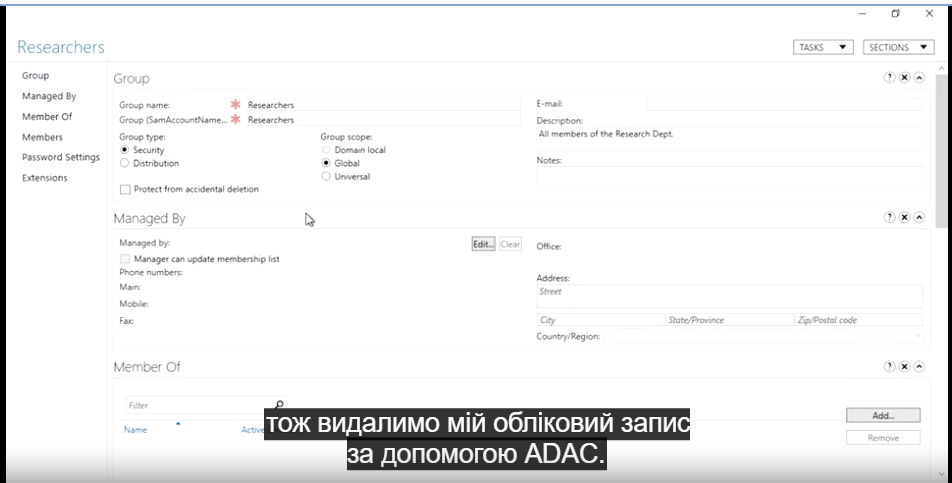 Researchers
TASKS
SECTIONS
Group
Managed By
Member Of
Members
Password Settings
Extensions
Group
Group name: * Researchers
Group (SamAccountName... * Researchers
Group type:
Security
Distribution
Group scope:
Domain local
Global
Universal
Protect from accidental deletion
E-mail:
Description:
All members of the Research Dept.
Notes:
Managed By
Managed by:
Edit...
Clear
Manager can update membership list
Phone numbers:
Main:
Mobile:
Fax:
Office:
Address:
Street
City State/Province Zip/Postal code
Country/Region:
Member Of
Filter
Name Active
Add...
Remove
тож видалимо мій обліковий запис
за допомогою ADAC.